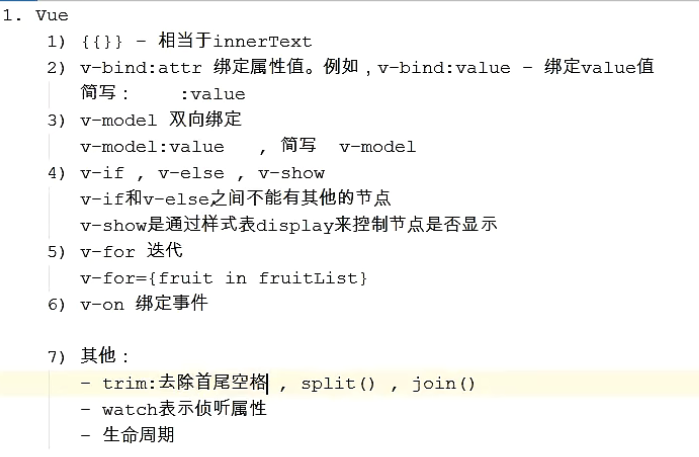 1. Vue
1) {{}} - 相当于innerText
2) v-bind:attr 绑定属性值。例如，v-bind:value - 绑定value值
简写： :value
3) v-model 双向绑定
v-model:value , 简写 v-model
4) v-if , v-else , v-show
v-if和v-else之间不能有其他的节点
v-show是通过样式表display来控制节点是否显示
5) v-for 迭代
v-for={fruit in fruitList}
6) v-on 绑定事件
7) 其他：
- trim:去除首尾空格 , split() , join()
- watch表示侦听属性
- 生命周期